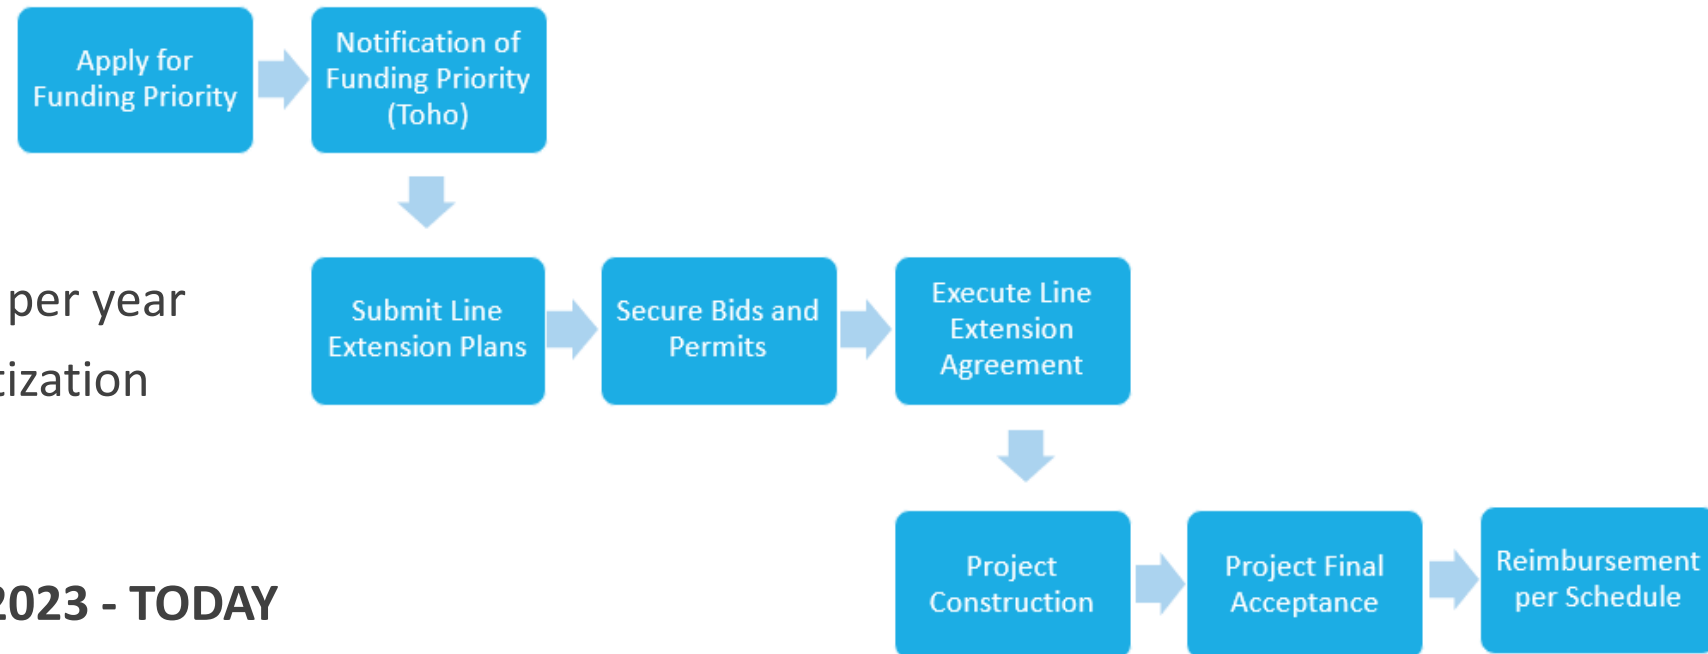 Apply for
Funding Priority
Notification of
Funding Priority
(Toho)
per year
Submit Line
Extension Plans
Secure Bids and
Permits
Execute Line
Extension
Agreement
tization
Project
Construction
Project Final
Acceptance
Reimbursement
per Schedule
2023 - TODAY